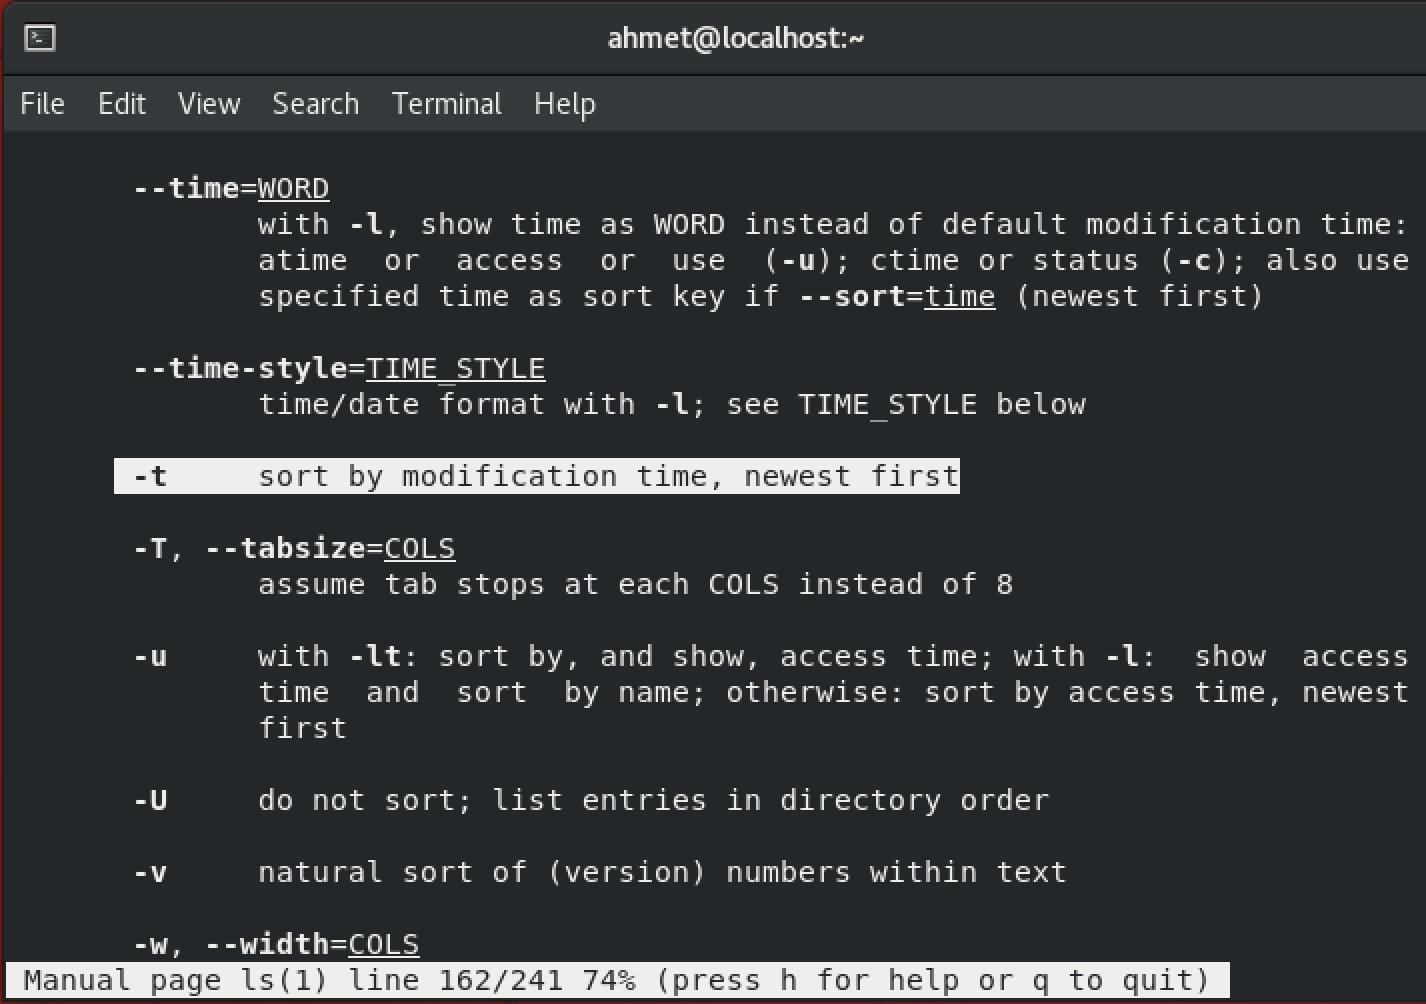 ahmet@localhost:~
File Edit View Search Terminal Help
--time=WORD
with -l, show time as WORD instead of default modification time:
atime or access or use (-u); ctime or status (-c); also use
specified time as sort key if --sort=time (newest first)
--time-style=TIME_STYLE
time/date format with -l; see TIME_STYLE below
-t sort by modification time, newest first
-T, --tabsize=COLS
assume tab stops at each COLS instead of 8
-u with -lt: sort by, and show, access time; with -l: show access
time and sort by name; otherwise: sort by access time, newest
first
-U do not sort; list entries in directory order
-v natural sort of (version) numbers within text
-w, --width=COLS
Manual page ls(1) line 162/241 74% (press h for help or q to quit)